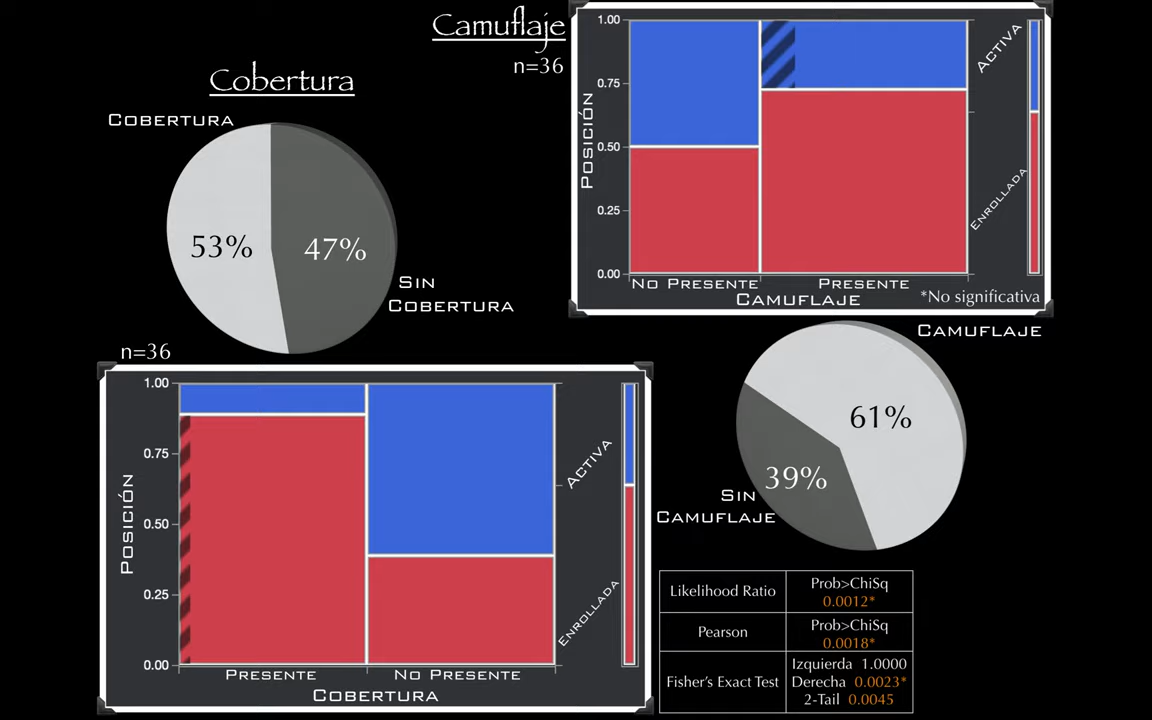 Camuflaje
n=36
Cobertura
COBERTURA
53%
47%
SIN
COBERTURA
POSICIÓN
1.00
0.75
0.50
0.25
0.00
NO PRESENTE
PRESENTE
CAMUFLAJE
ACTIVA
ENROLLADA
*No significativa
n=36
POSICIÓN
1.00
0.75
0.50
0.25
0.00
PRESENTE
NO PRESENTE
COBERTURA
ACTIVA
ENROLLADA
CAMUFLAJE
61%
39%
SIN
CAMUFLAJE
Likelihood Ratio
Prob>ChiSq
0.0012*
Pearson
Prob>ChiSq
0.0018*
Fisher's Exact Test
Izquierda 1.0000
Derecha 0.0023*
2-Tail 0.0045